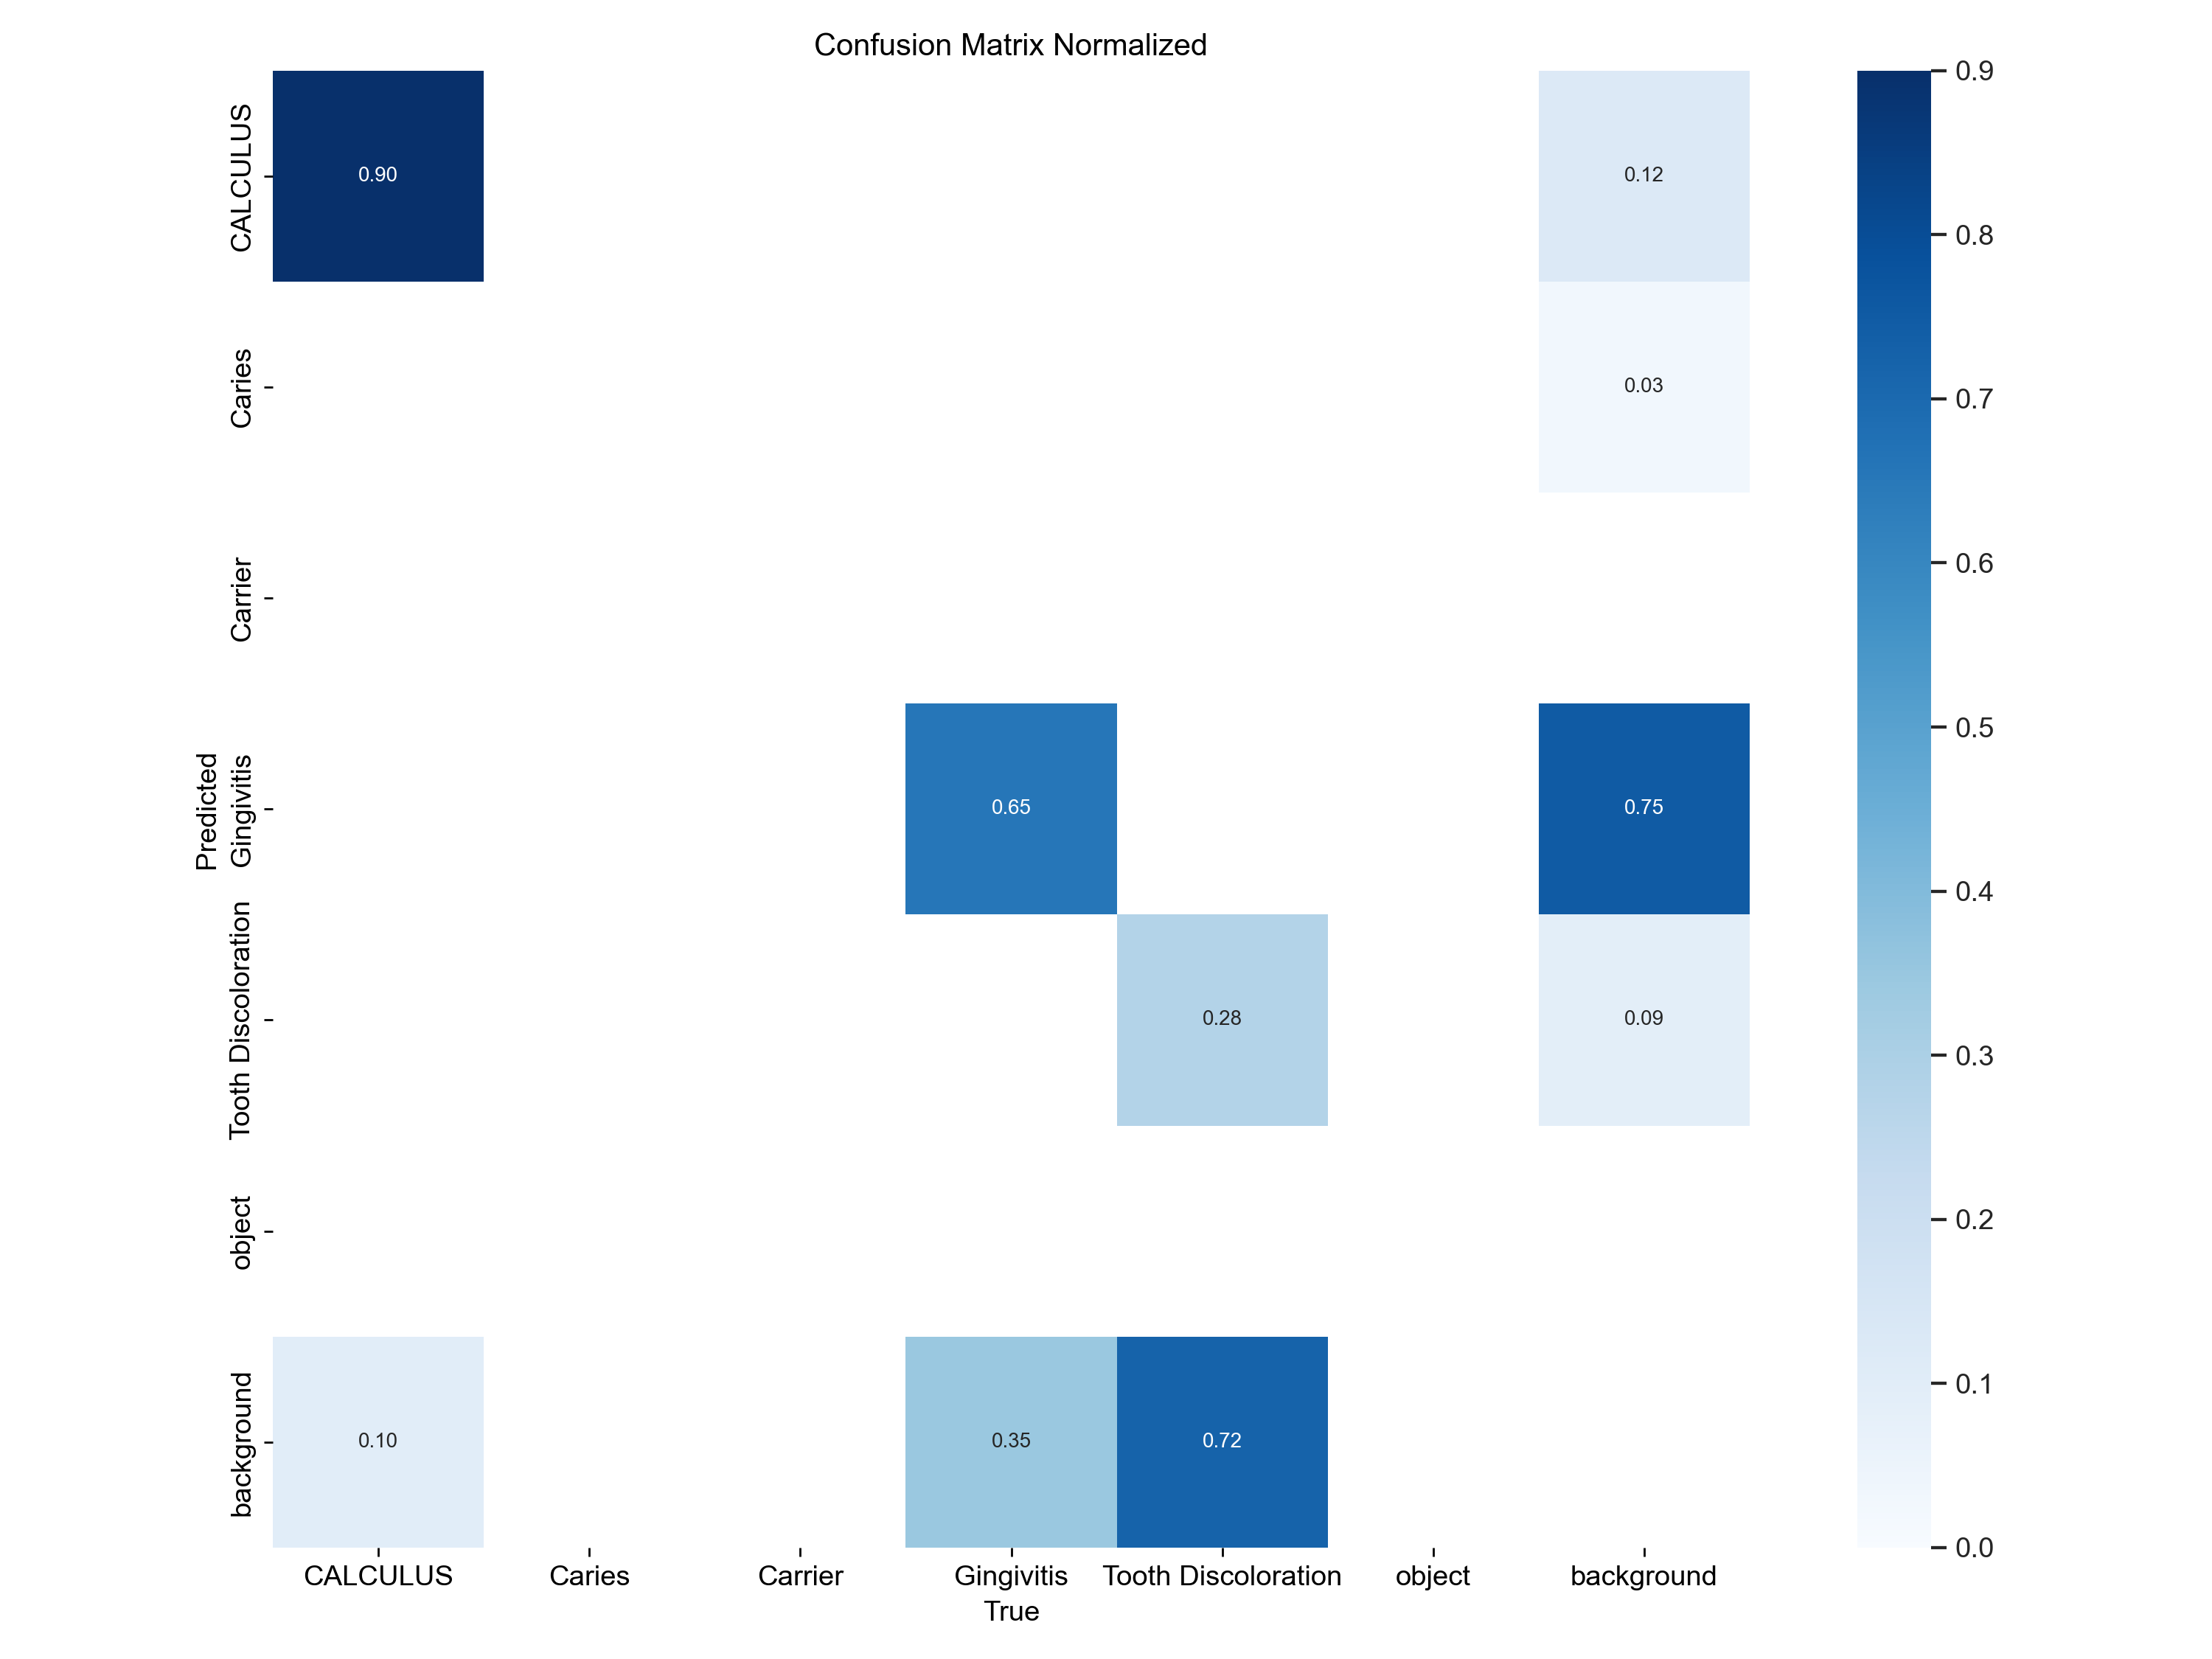 Confusion Matrix Normalized
CALCULUS
Caries
Carrier
Gingivitis
Tooth Discoloration
object
background
Predicted
0.90
0.12
0.03
0.65
0.75
0.28
0.09
0.10
0.35
0.72
CALCULUS
Caries
Carrier
Gingivitis
Tooth Discoloration
object
background
True
0.9
0.8
0.7
0.6
0.5
0.4
0.3
0.2
0.1
0.0